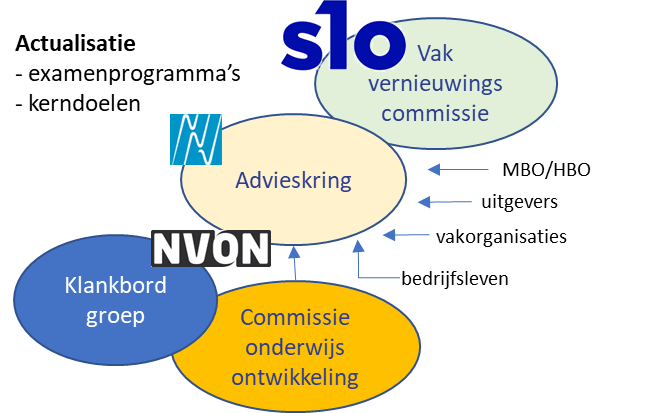 Actualisatie
- examenprogramma’s
- kerndoelen
slo
Vak
vernieuwings
commissie
Advieskring
MBO/HBO
uitgevers
vakorganisaties
bedrijfsleven
NVON
Klankbord
groep
Commissie
onderwijs
ontwikkeling